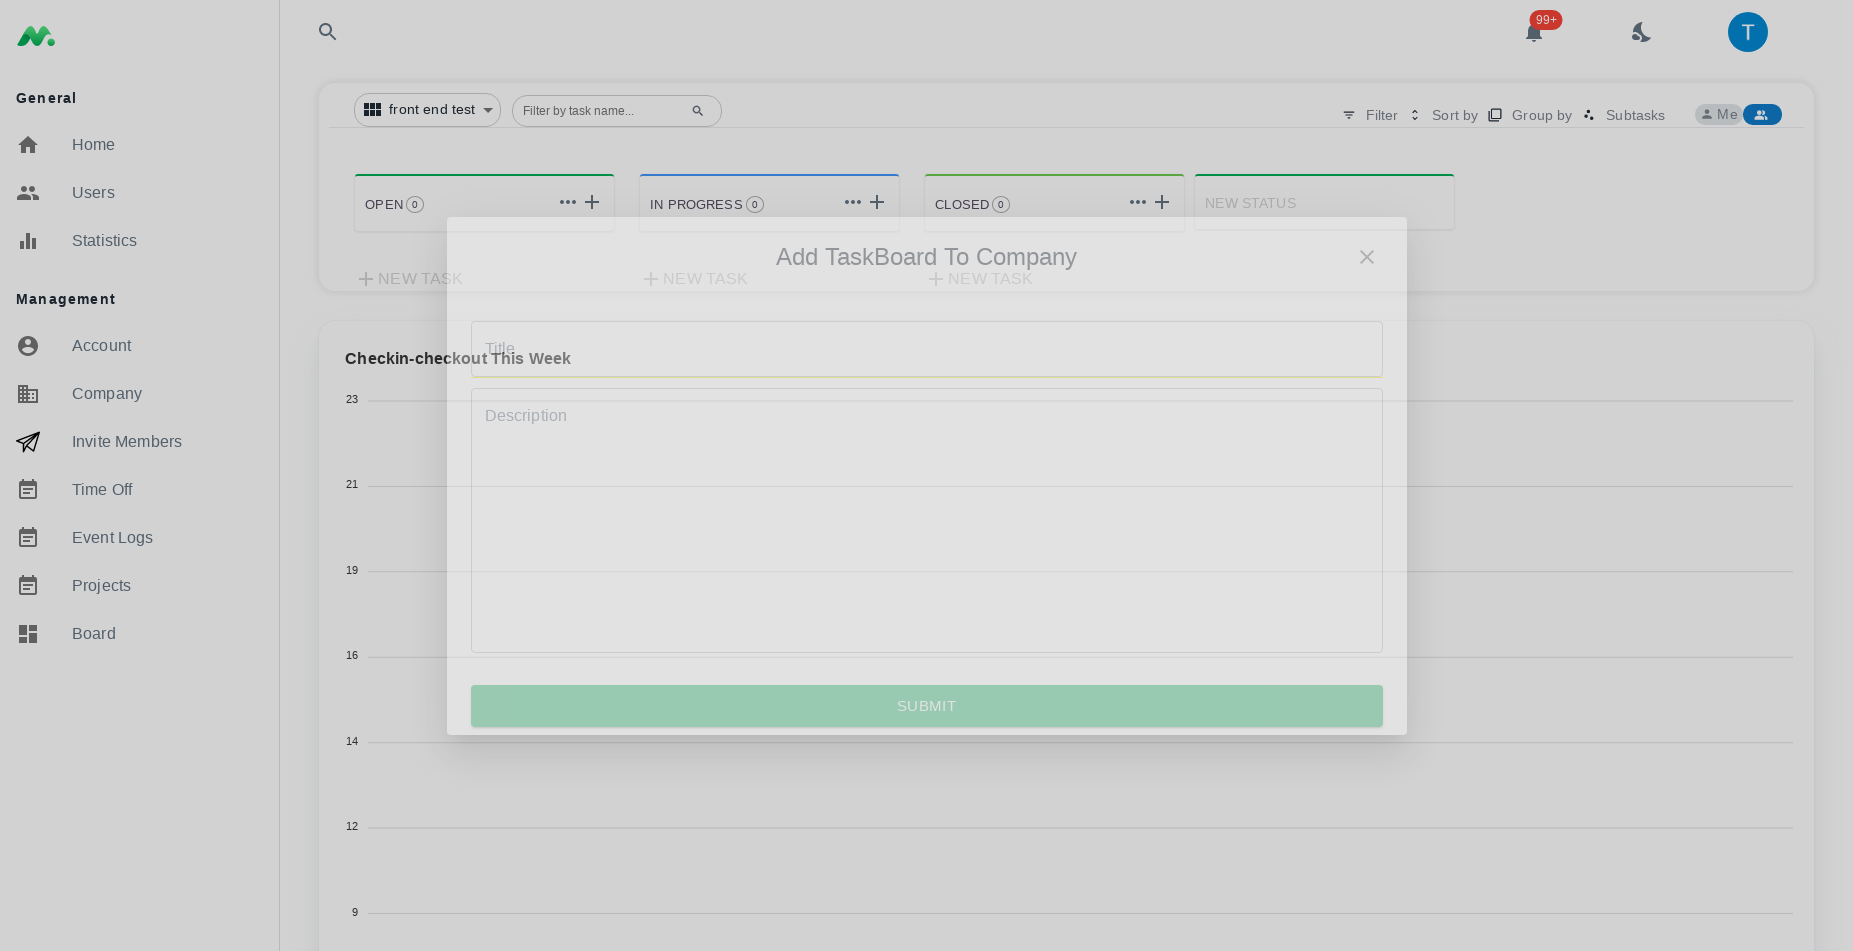 99+
T
General
Home
Users
Statistics
Management
Account
Company
Invite Members
Time Off
Event Logs
Projects
Board
front end test
Filter by task name...
Filter
Sort by
Group by
Subtasks
Me
OPEN 0
IN PROGRESS 0
CLOSED 0
NEW STATUS
NEW TASK
NEW TASK
NEW TASK
Add TaskBoard To Company
Title
Description
SUBMIT
Checkin-checkout This Week
23
21
19
16
14
12
9